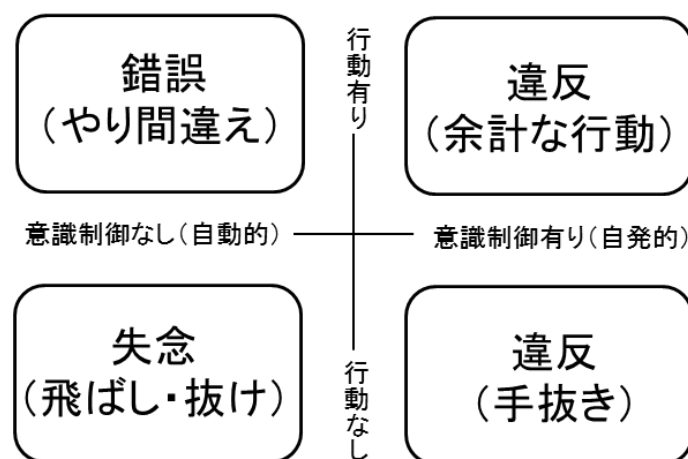 錯誤
(やり間違え)
行動有り
違反
(余計な行動)
意識制御なし(自動的)
意識制御有り(自発的)
失念
(飛ばし・抜け)
行動なし
違反
(手抜き)